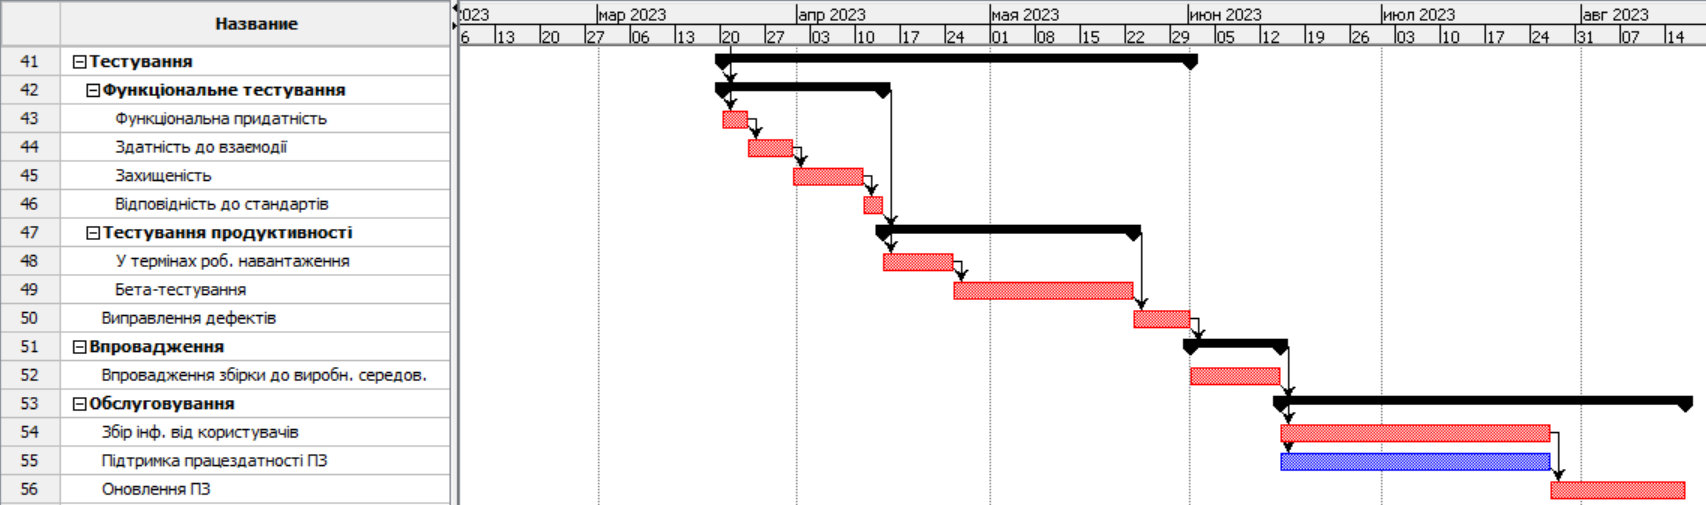 Название
2023 мар 2023 апр 2023 мая 2023 июн 2023 июл 2023 авг 2023
6 13 20 27 06 13 20 27 03 10 17 24 01 08 15 22 29 05 12 19 26 03 10 17 24 31 07 14
41 Тестування
42 Функціональне тестування
43 Функціональна придатність
44 Здатність до взаємодії
45 Захищеність
46 Відповідність до стандартів
47 Тестування продуктивності
48 У термінах роб. навантаження
49 Бета-тестування
50 Виправлення дефектів
51 Впровадження
52 Впровадження збірки до виробн. середов.
53 Обслуговування
54 Збір інф. від користувачів
55 Підтримка працездатності ПЗ
56 Оновлення ПЗ